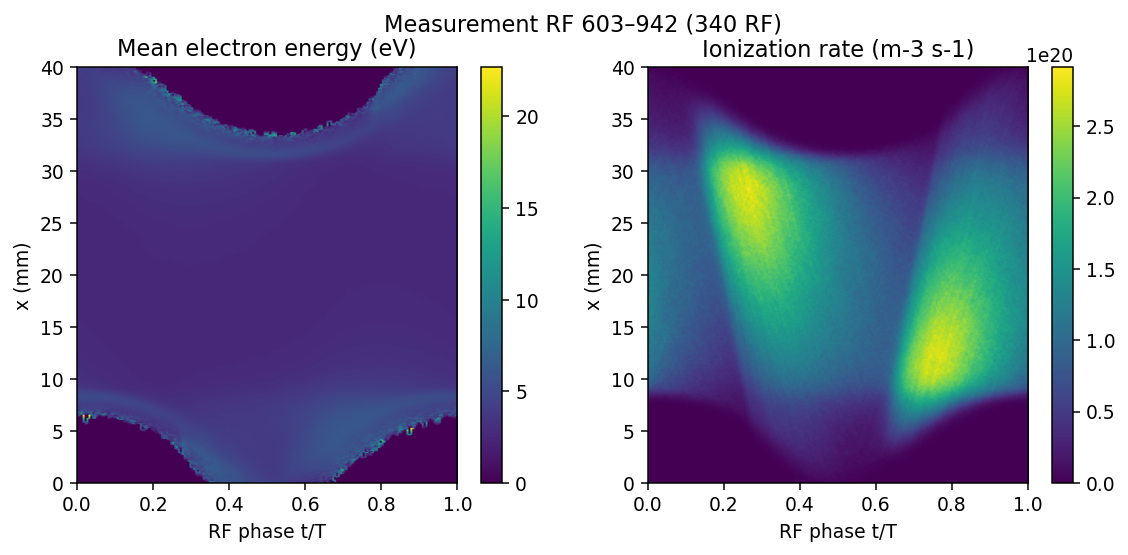 Measurement RF 603–942 (340 RF)
Mean electron energy (eV)
Ionization rate (m-3 s-1)
1e20
x (mm)
40
35
30
25
20
15
10
5
0
0.0 0.2 0.4 0.6 0.8 1.0
RF phase t/T
20
15
10
5
0
x (mm)
40
35
30
25
20
15
10
5
0
0.0 0.2 0.4 0.6 0.8 1.0
RF phase t/T
2.5
2.0
1.5
1.0
0.5
0.0